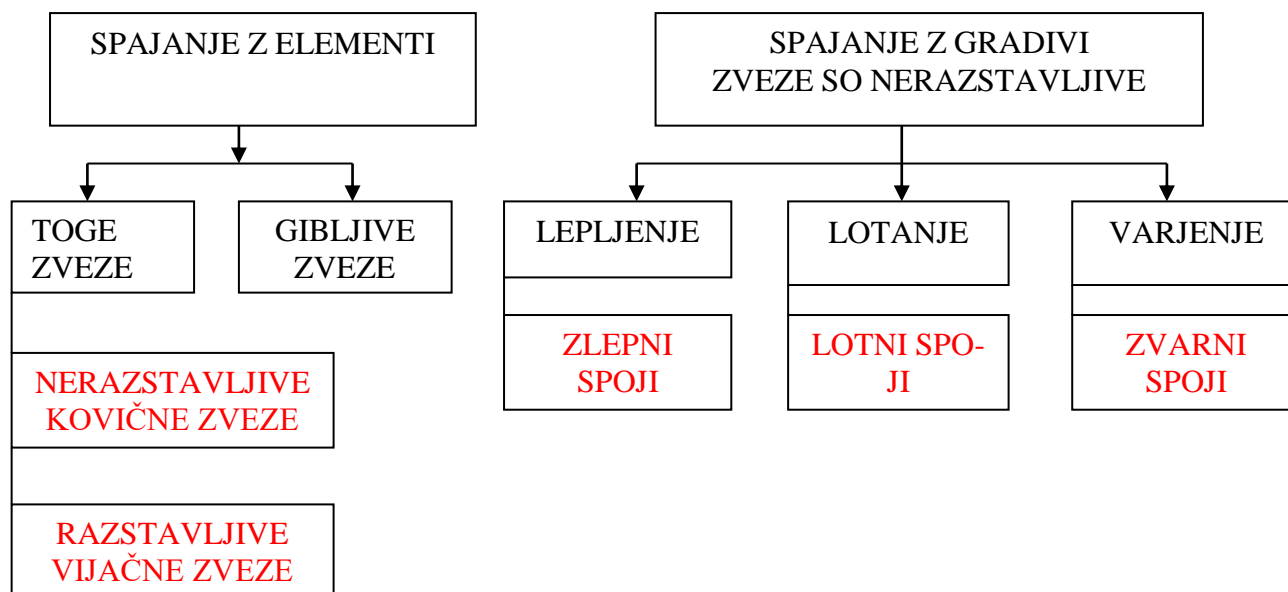 SPAJANJE Z ELEMENTI
SPAJANJE Z GRADIVI
ZVEZE SO NERAZSTAVLJIVE
TOGE
ZVEZE
GIBLJIVE
ZVEZE
LEPLJENJE
LOTANJE
VARJENJE
ZLEPNI
SPOJI
LOTNI SPO-
JI
ZVARNI
SPOJI
NERAZSTAVLJIVE
KOVIČNE ZVEZE
RAZSTAVLJIVE
VIJAČNE ZVEZE